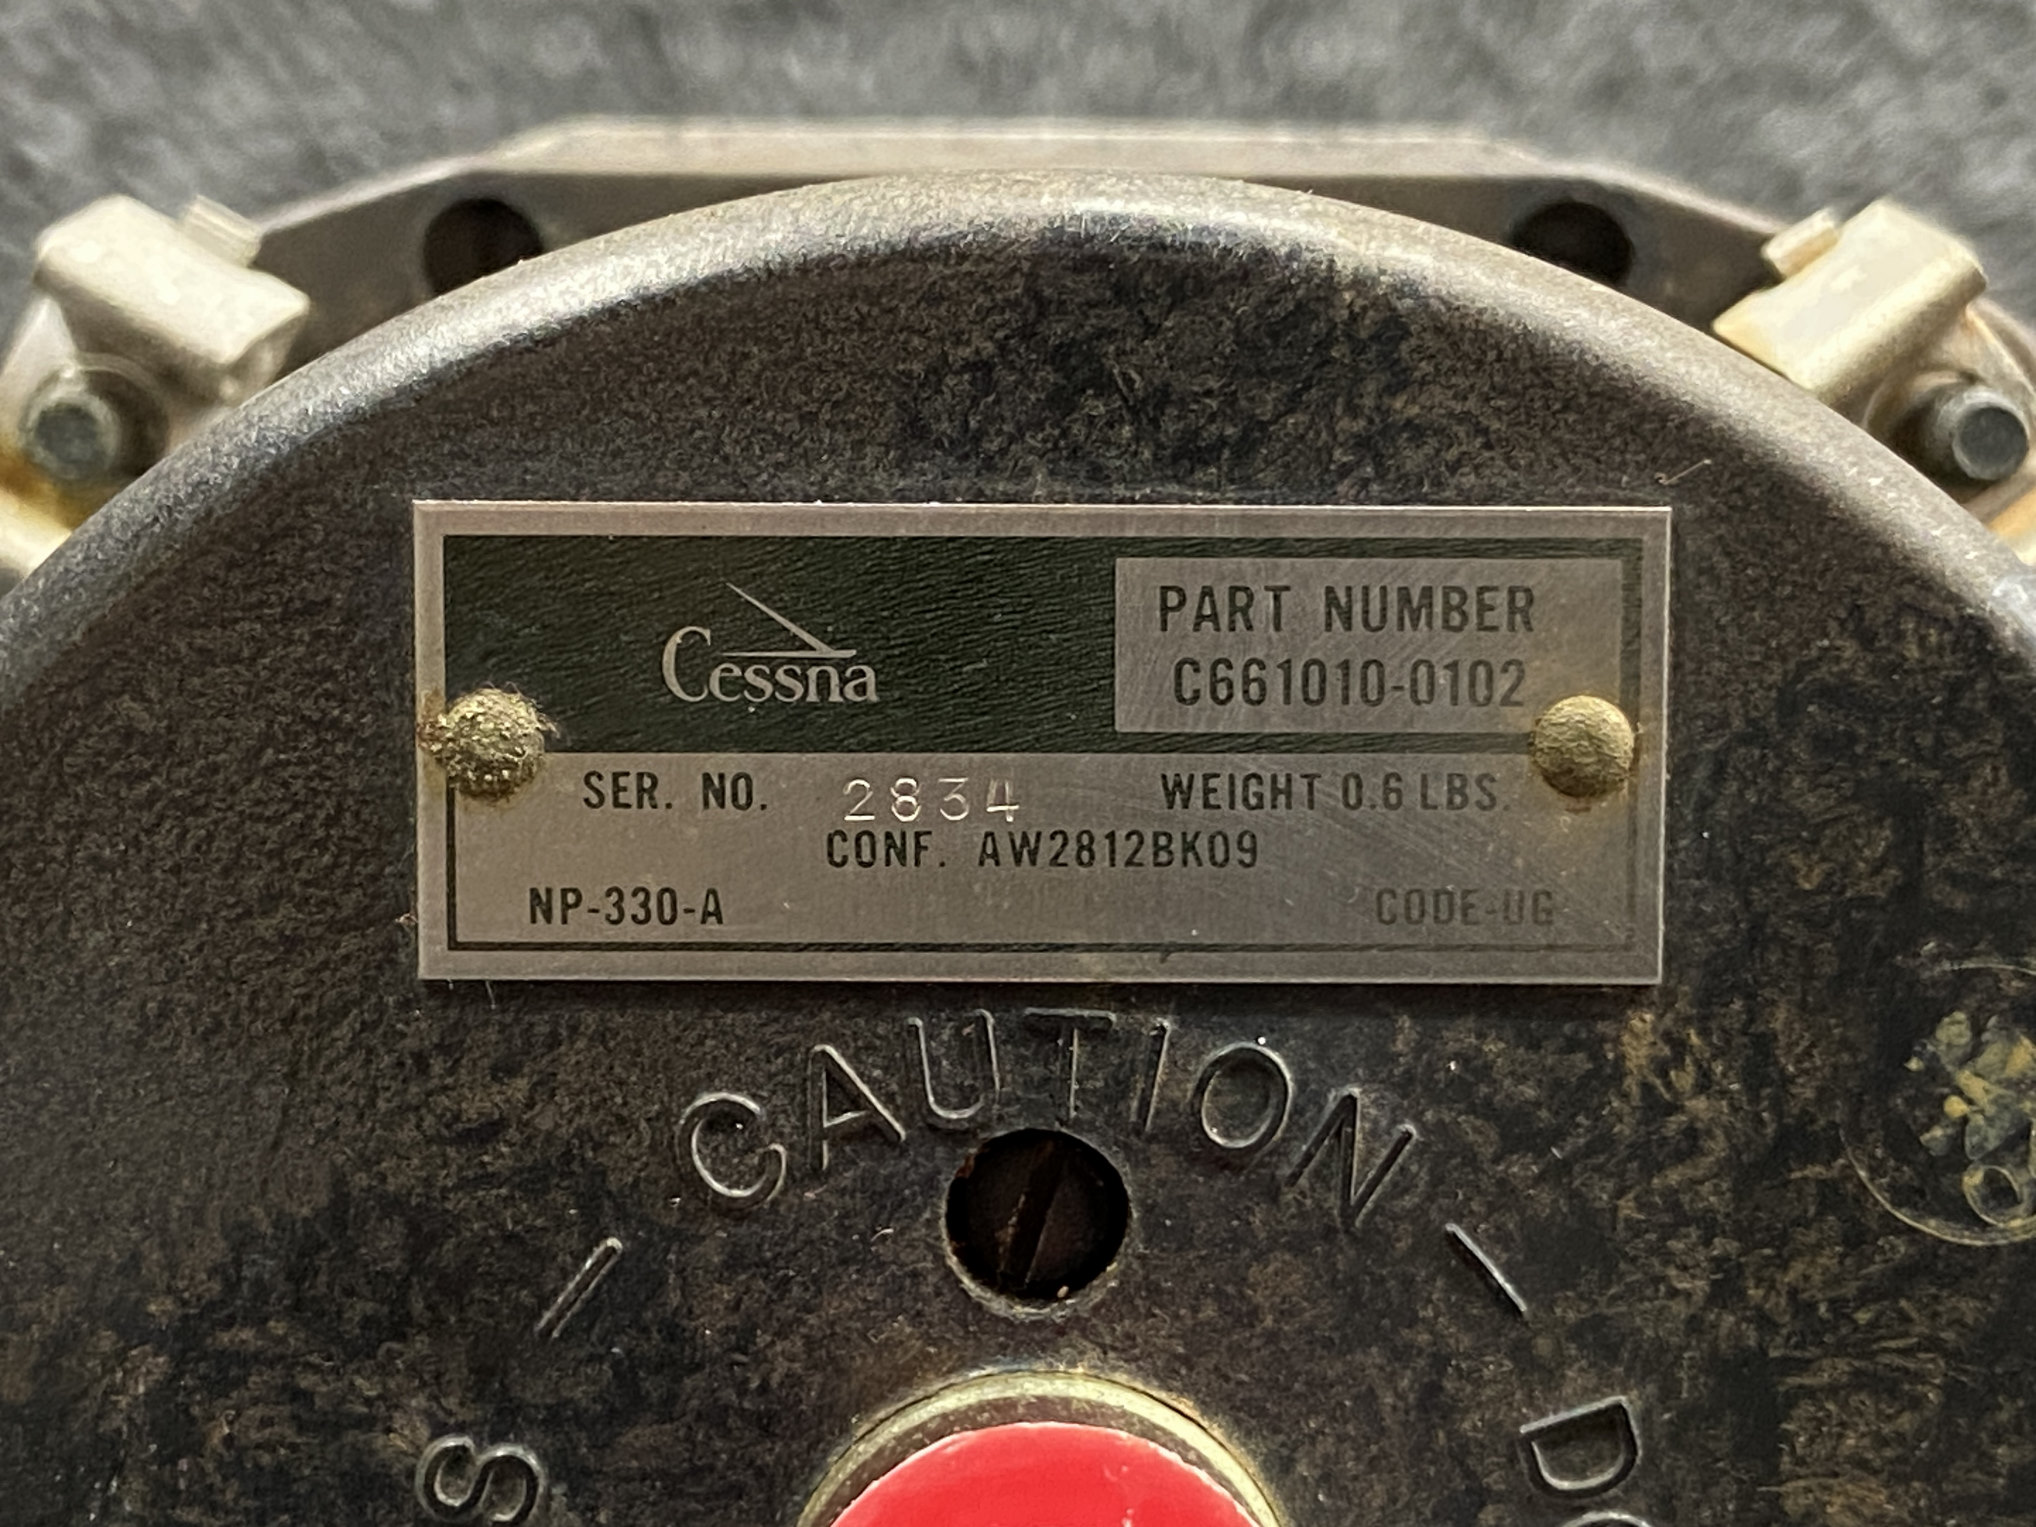 Cessna
PART NUMBER
C661010-0102
SER. NO. 2834 WEIGHT 0.6 LBS.
CONF. AW2812BK09
NP-330-A CODE-UG
- CAUTION -